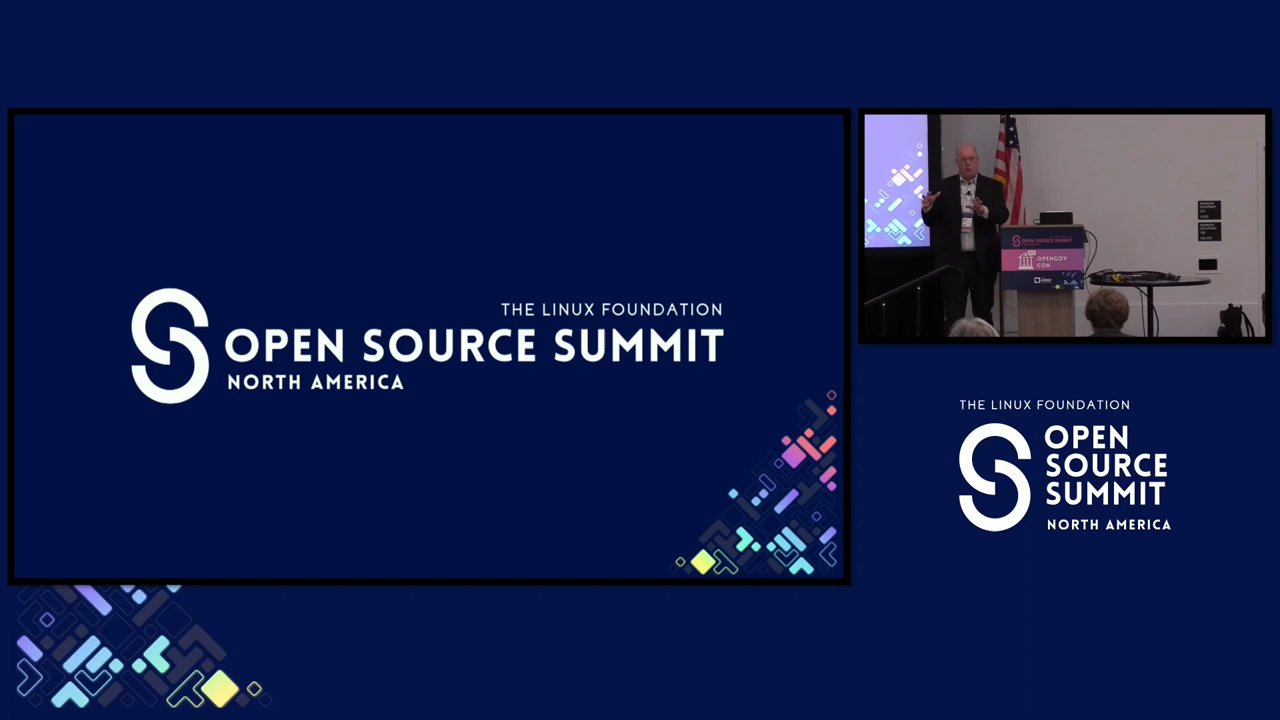 THE LINUX FOUNDATION
OPEN SOURCE SUMMIT
NORTH AMERICA
OPEN SOURCE SUMMIT
OPENGOV
CON
THE LINUX FOUNDATION
OPEN
SOURCE
SUMMIT
NORTH AMERICA